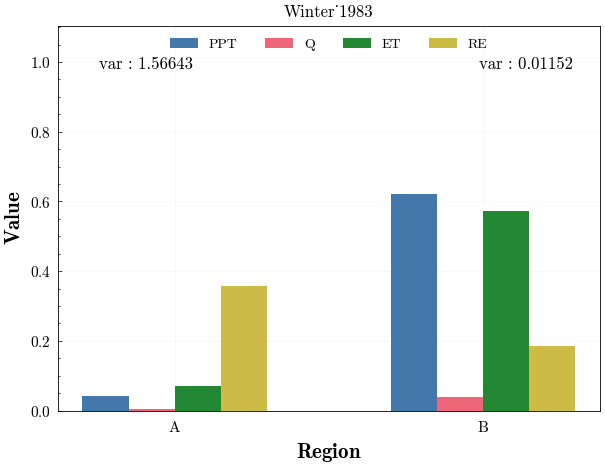 Winter˙1983
PPT Q ET RE
var : 1.56643 var : 0.01152
1.0
0.8
0.6
0.4
0.2
0.0
Value
A B
Region